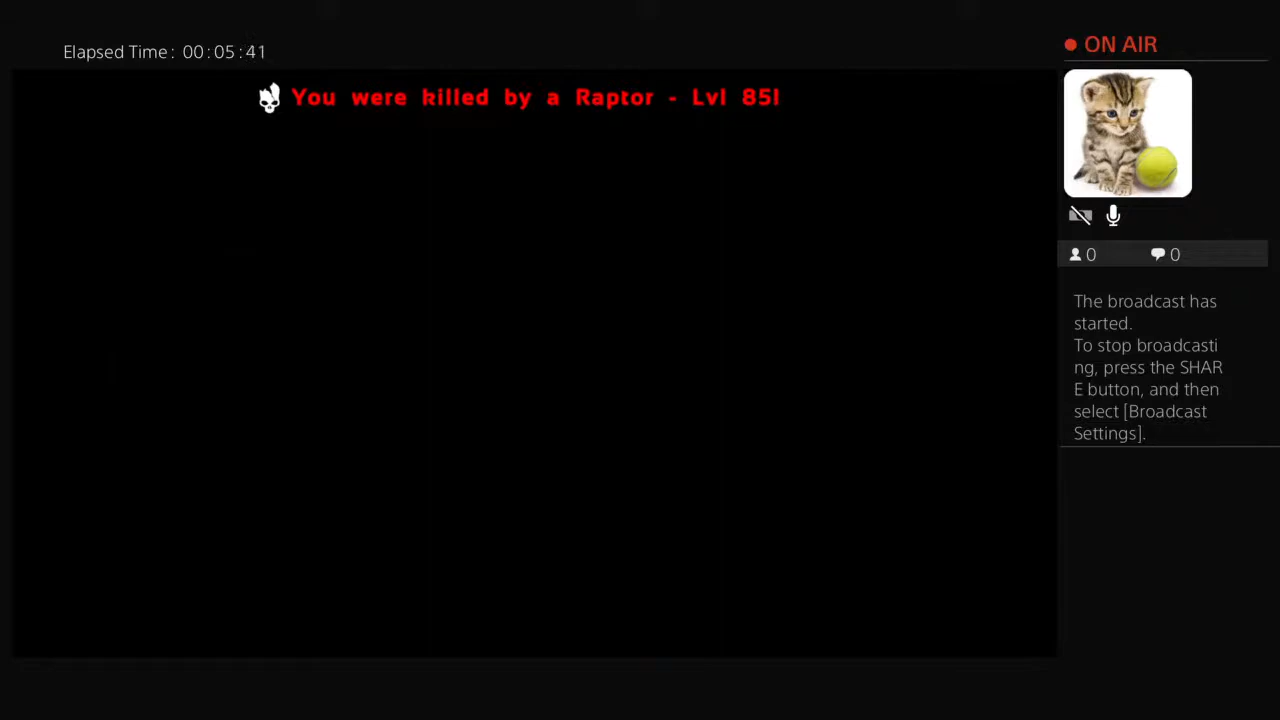 Elapsed Time: 00:05:41
ON AIR
You were killed by a Raptor - Lvl 85!
0
0
The broadcast has
started.
To stop broadcasti
ng, press the SHAR
E button, and then
select [Broadcast
Settings].